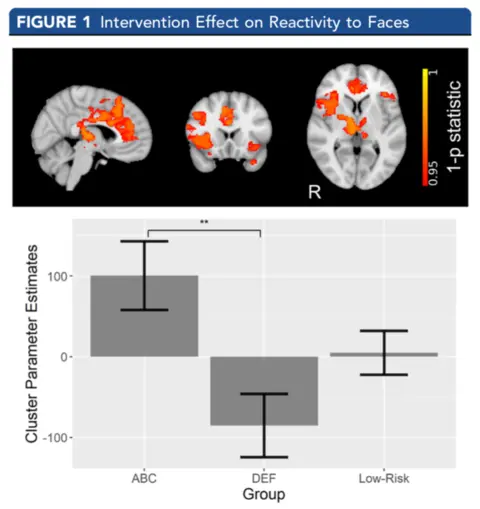 FIGURE 1 Intervention Effect on Reactivity to Faces
R
1
0.95
1-p statistic
**
100
0
-100
Cluster Parameter Estimates
ABC DEF Low-Risk
Group